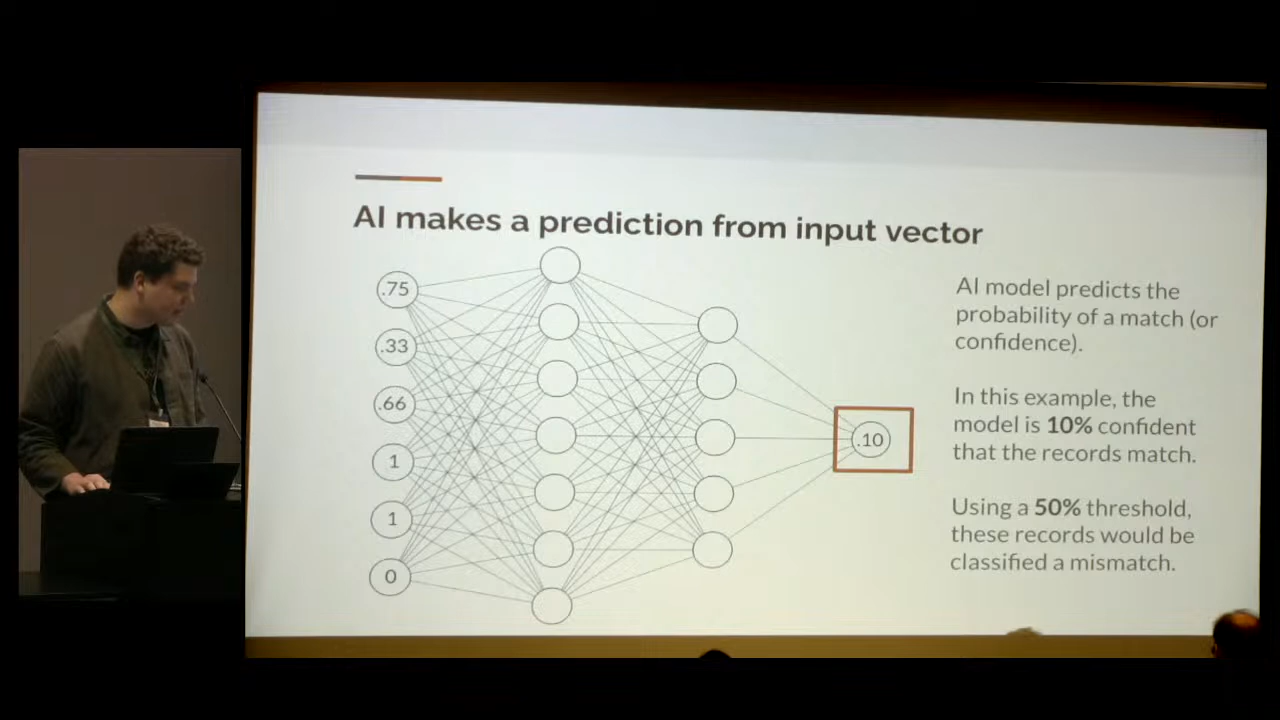 AI makes a prediction from input vector
.75
.33
.66
1
1
0
.10
AI model predicts the
probability of a match (or
confidence).
In this example, the
model is 10% confident
that the records match.
Using a 50% threshold,
these records would be
classified a mismatch.